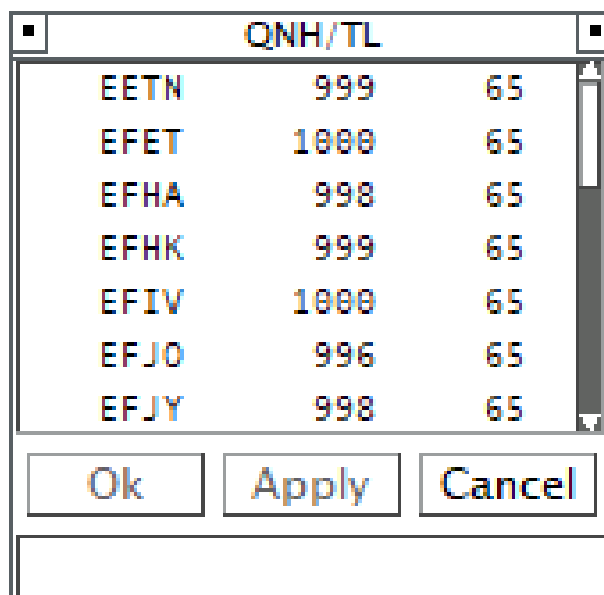 QNH/TL
EETN 999 65
EFET 1000 65
EFHA 998 65
EFHK 999 65
EFIV 1000 65
EFJO 996 65
EFJY 998 65
Ok Apply Cancel